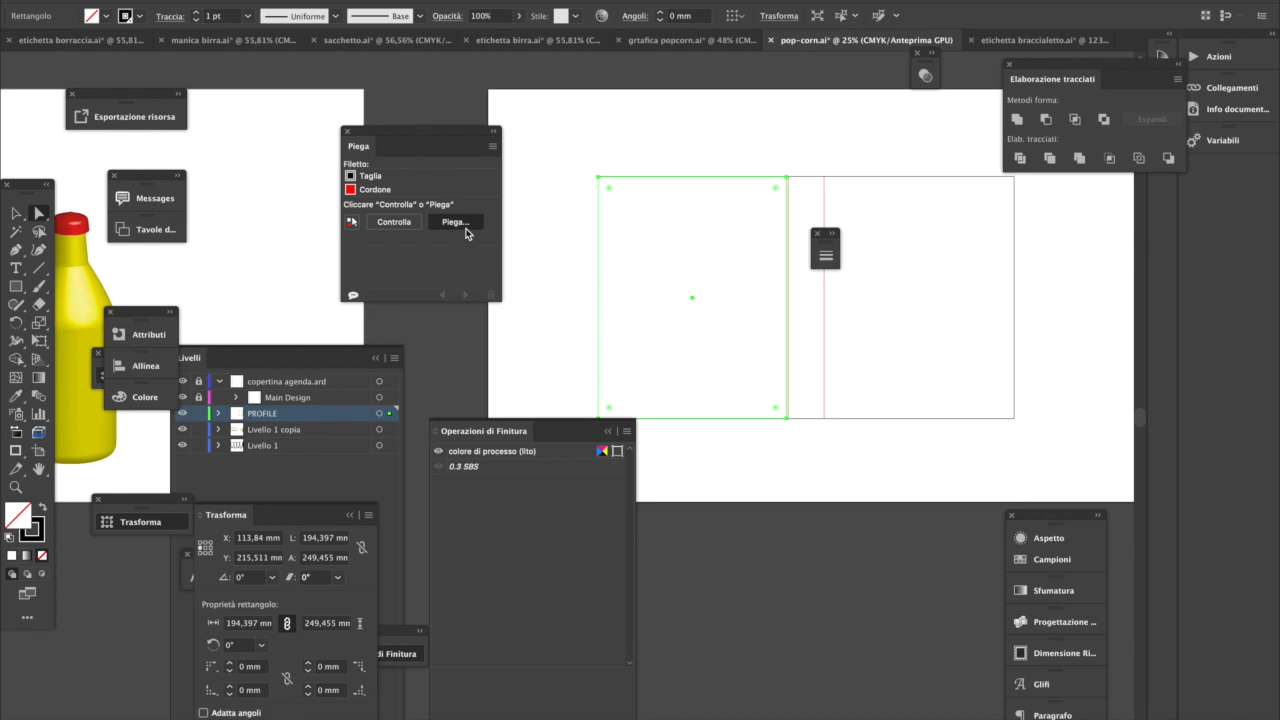 Rettangolo
Traccia: 1 pt Uniforme Base Opacità: 100% Stile: Angoli: 0 mm Trasforma
etichetta borraccia.ai* @ 55,81... manica birra.ai* @ 55,81% (CM... sacchetto.ai* @ 56,56% (CMYK/... etichetta birra.ai* @ 55,81% (C... grtafica popcorn.ai* @ 48% (CM... pop-corn.ai* @ 25% (CMYK/Anteprima GPU) etichetta braccialetto.ai* @ 123...
Azioni
Collegamenti
Info document...
Variabili
Elaborazione tracciati
Metodi forma:
Espandi
Elab. tracciati:
Esportazione risorsa
Messages
Tavole d...
Piega
Filetto:
Taglia
Cordone
Cliccare "Controlla" o "Piega"
Controlla Piega...
Attributi
Allinea
Colore
Livelli
copertina agenda.ard
Main Design
PROFILE
Livello 1 copia
Livello 1
Operazioni di Finitura
colore di processo (lito)
0.3 SBS
Trasforma
Trasforma
X: 113,84 mm L: 194,397 mm
Y: 215,511 mm A: 249,455 mm
0° 0°
Proprietà rettangolo:
194,397 mm 249,455 mm
0°
0 mm 0 mm
0 mm 0 mm
Adatta angoli
di Finitura
Aspetto
Campioni
Sfumatura
Progettazione ...
Dimensione Ri...
Glifi
Paragrafo